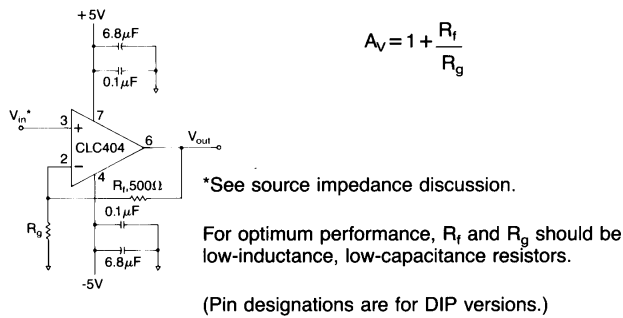 +5V
6.8μF
0.1μF
V_in*
3
+
7
CLC404
6
V_out
2
−
4
R_f,500Ω
0.1μF
R_g
6.8μF
-5V
A_V = 1 + R_f/R_g
*See source impedance discussion.
For optimum performance, R_f and R_g should be
low-inductance, low-capacitance resistors.
(Pin designations are for DIP versions.)